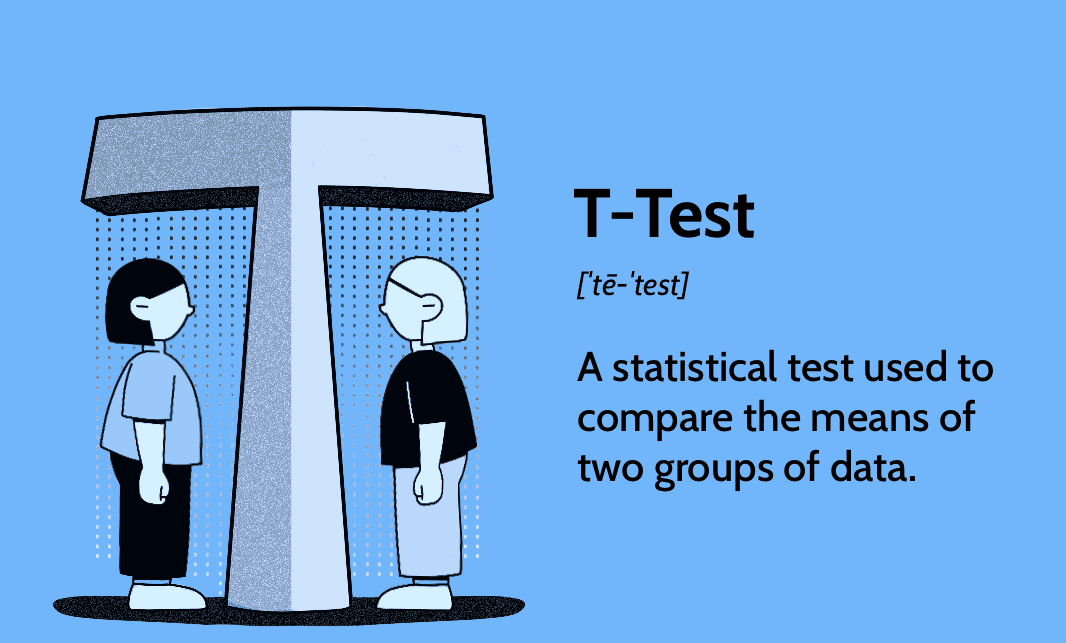 T-Test
[ˈtē-ˈtest]
A statistical test used to
compare the means of
two groups of data.